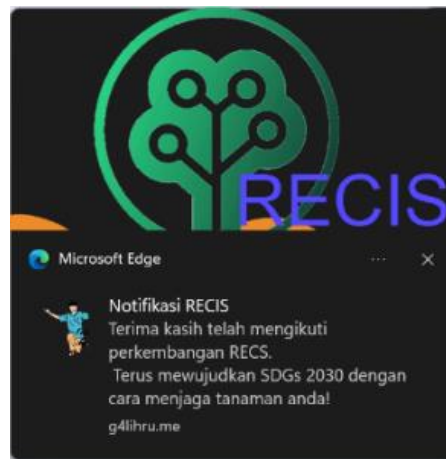 RECIS
Microsoft Edge
Notifikasi RECIS
Terima kasih telah mengikuti
perkembangan RECS.
Terus mewujudkan SDGs 2030 dengan
cara menjaga tanaman anda!
g4lihru.me